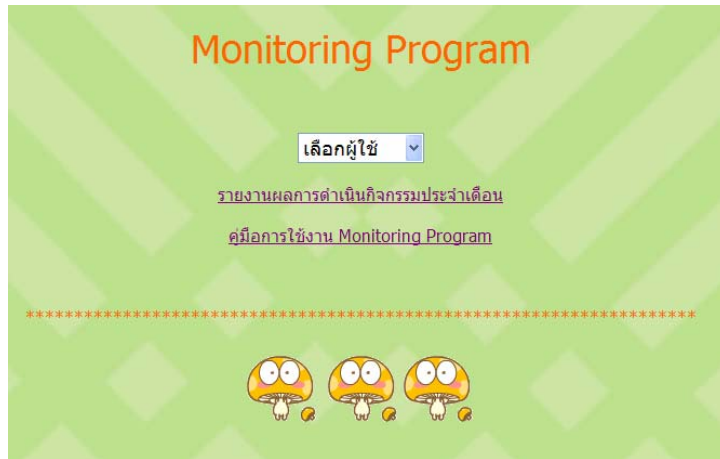 Monitoring Program
เลือกผู้ใช้
รายงานผลการดำเนินกิจกรรมประจำเดือน
คู่มือการใช้งาน Monitoring Program
*********************************************************************